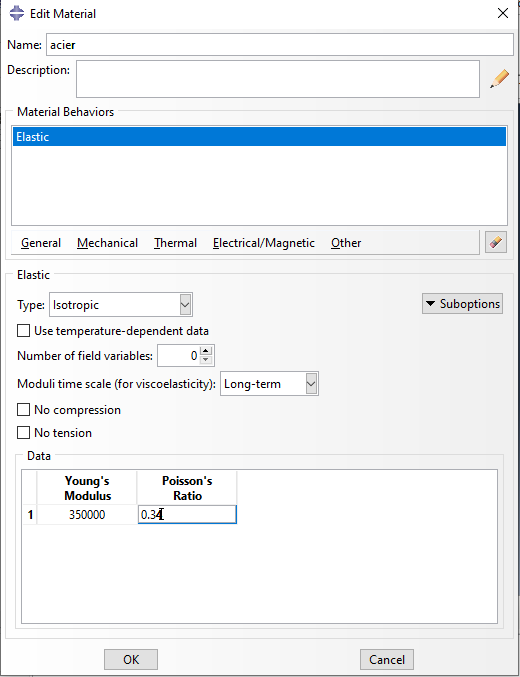 Edit Material
Name: acier
Description:
Material Behaviors
Elastic
General Mechanical Thermal Electrical/Magnetic Other
Elastic
Type: Isotropic
Suboptions
Use temperature-dependent data
Number of field variables: 0
Moduli time scale (for viscoelasticity): Long-term
No compression
No tension
Data
Young's Poisson's
Modulus Ratio
1 350000 0.34
OK Cancel